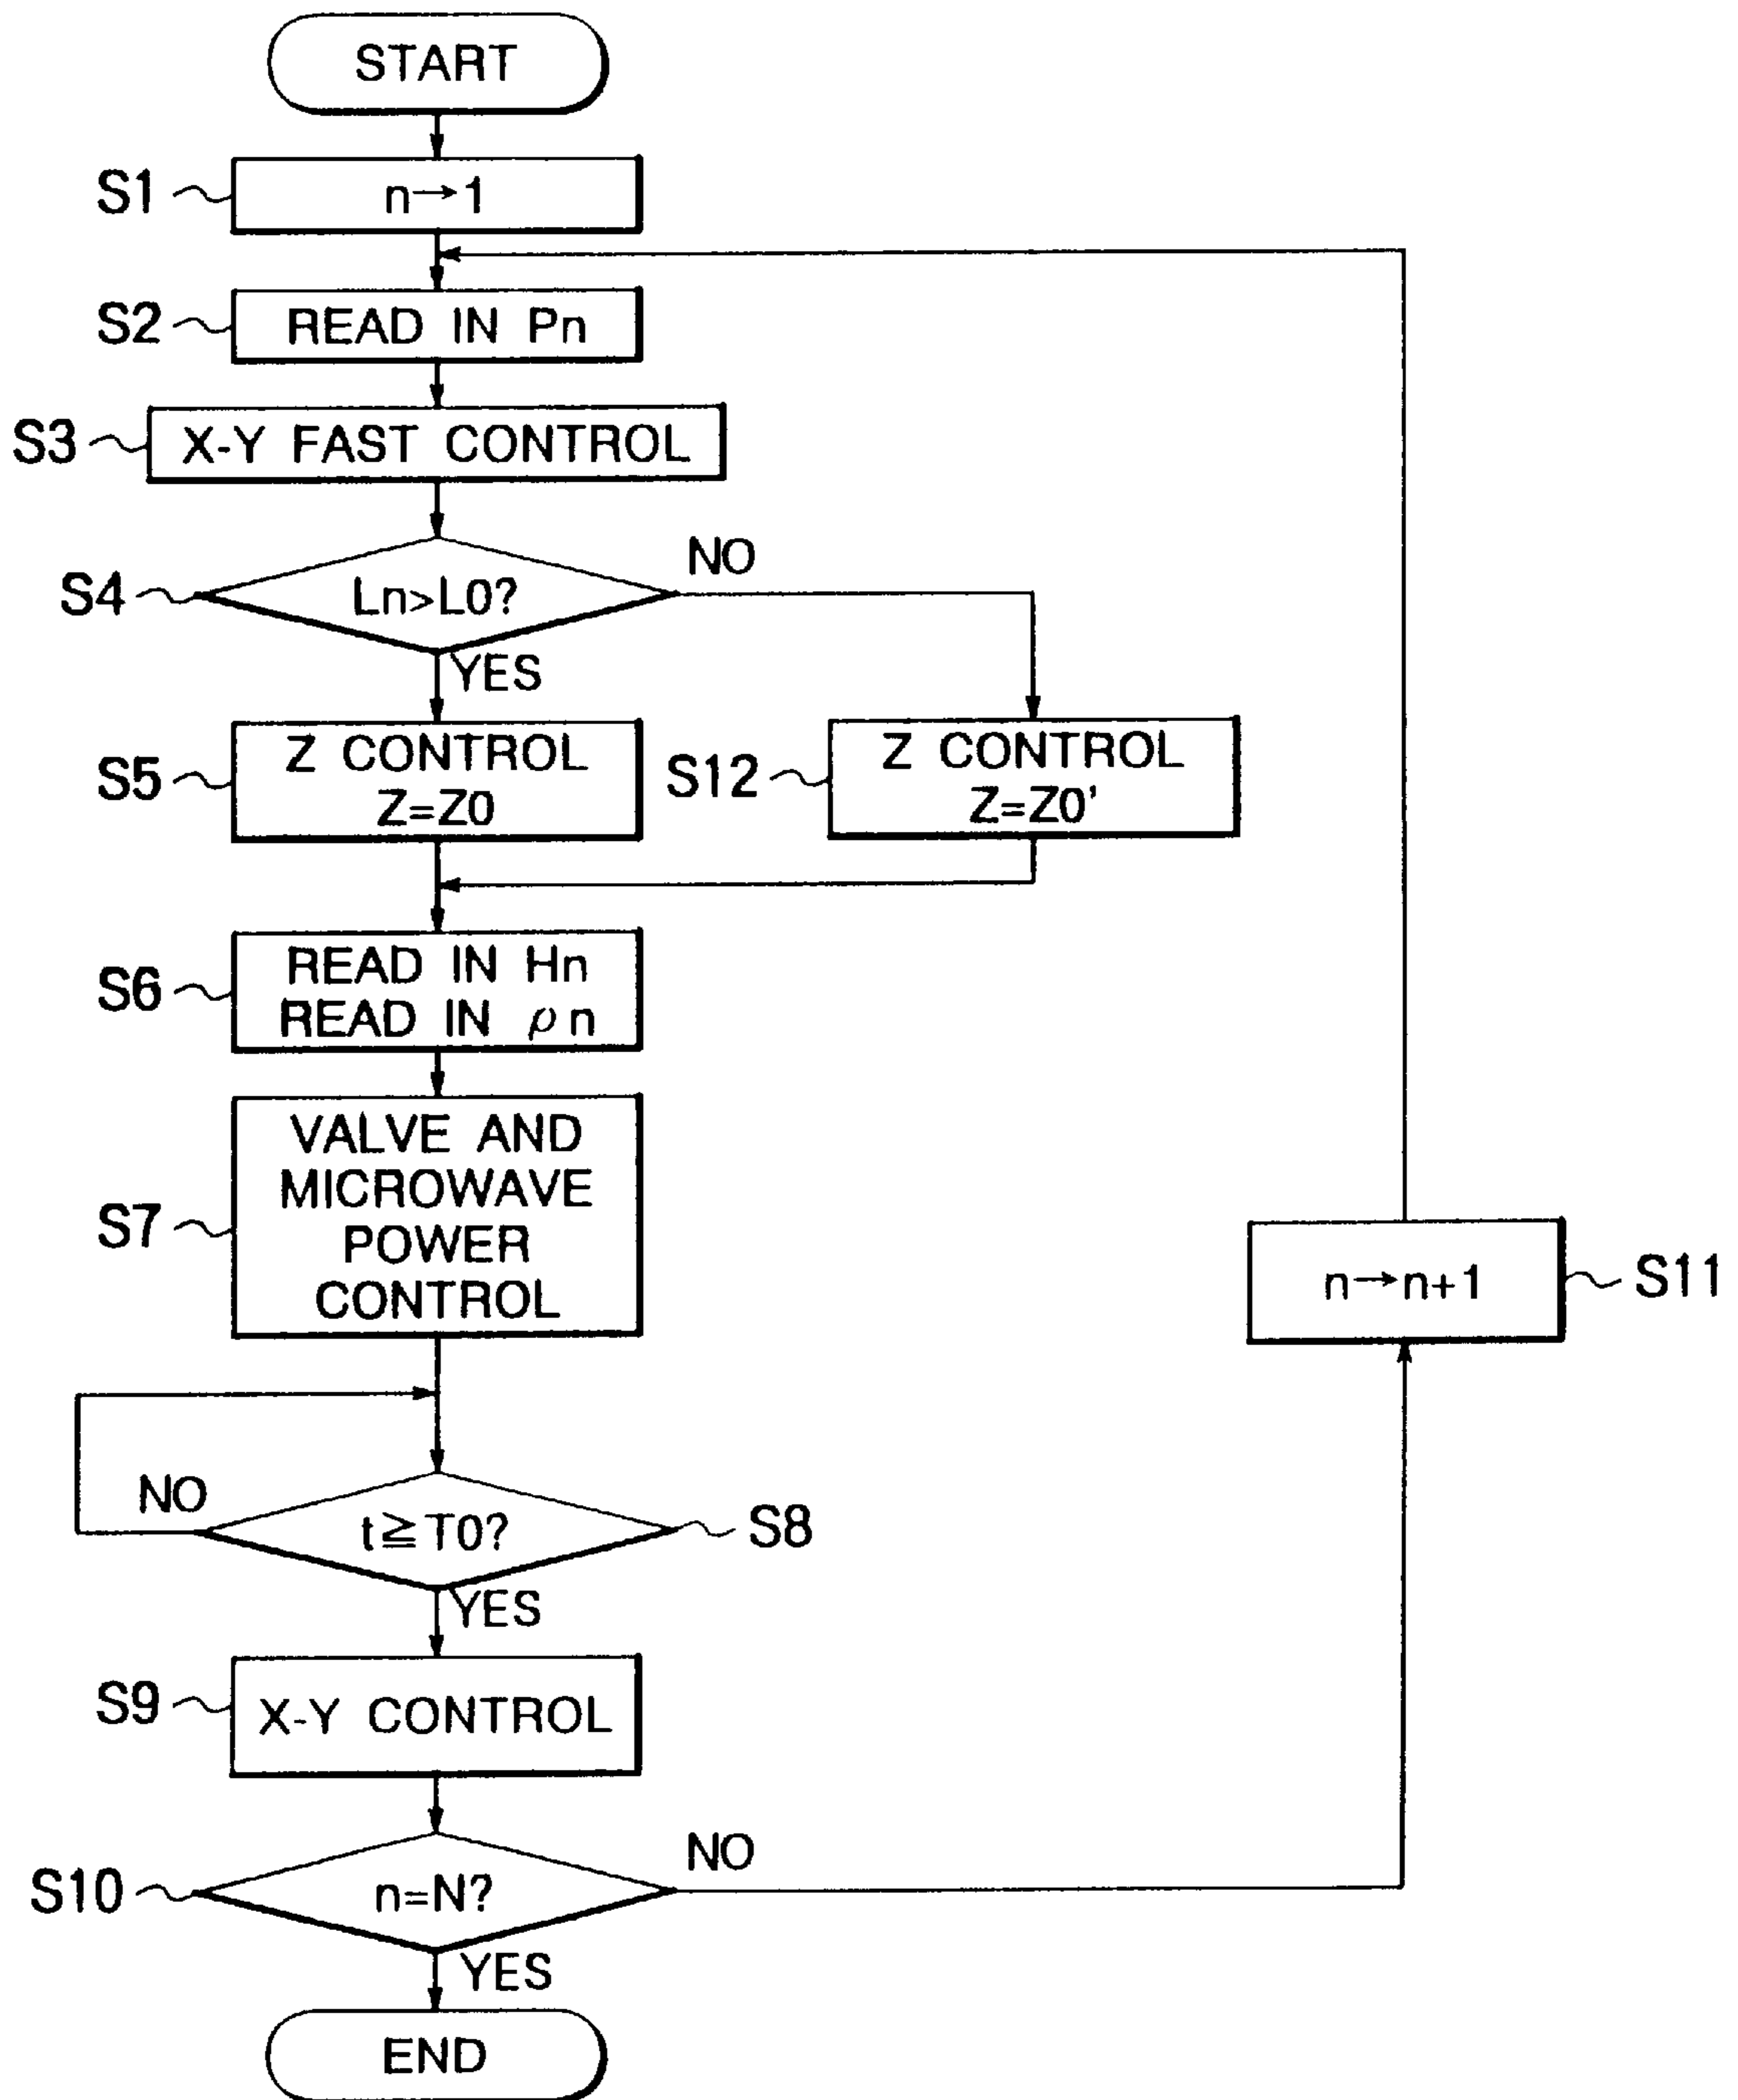 START
S1
n→1
S2
READ IN Pn
S3
X-Y FAST CONTROL
S4
Ln>L0?
NO
YES
S5
Z CONTROL
Z=Z0
S12
Z CONTROL
Z=Z0'
S6
READ IN Hn
READ IN ρn
S7
VALVE AND
MICROWAVE
POWER
CONTROL
n→n+1
S11
NO
t≧T0?
S8
YES
S9
X-Y CONTROL
S10
n=N?
NO
YES
END